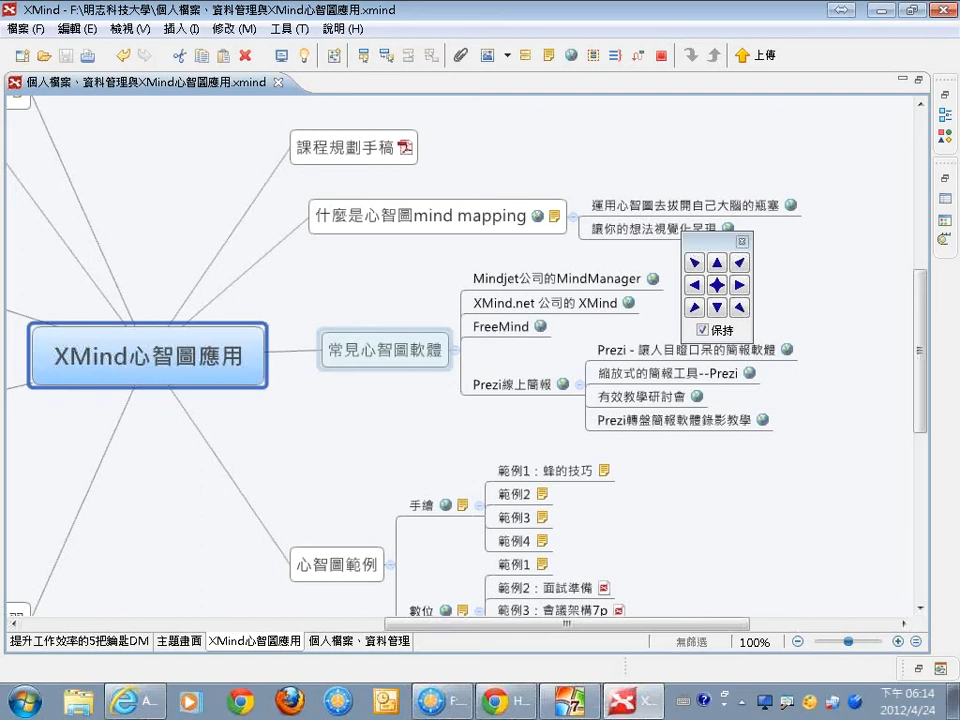 XMind - F:\明志科技大學\個人檔案、資料管理與XMind心智圖應用.xmind
檔案 (F) 編輯 (E) 檢視 (V) 插入 (I) 修改 (M) 工具 (T) 說明 (H)
上傳
個人檔案、資料管理與XMind心智圖應用.xmind
課程規劃手稿
什麼是心智圖mind mapping
運用心智圖去拔開自己大腦的瓶塞
讓你的想法視覺化呈現
Mindjet公司的MindManager
XMind.net 公司的 XMind
FreeMind
保持
XMind心智圖應用
常見心智圖軟體
Prezi - 讓人目瞪口呆的簡報軟體
縮放式的簡報工具--Prezi
Prezi線上簡報
有效教學研討會
Prezi轉盤簡報軟體錄影教學
範例1：蜂的技巧
範例2
手繪
範例3
範例4
心智圖範例
範例1
範例2：面試準備
數位
範例3：會議架構7p
提升工作效率的5把鑰匙DM 主題畫面 XMind心智圖應用 個人檔案、資料管理
無篩選 100%
A... F:... H... X...
下午 06:14
2012/4/24